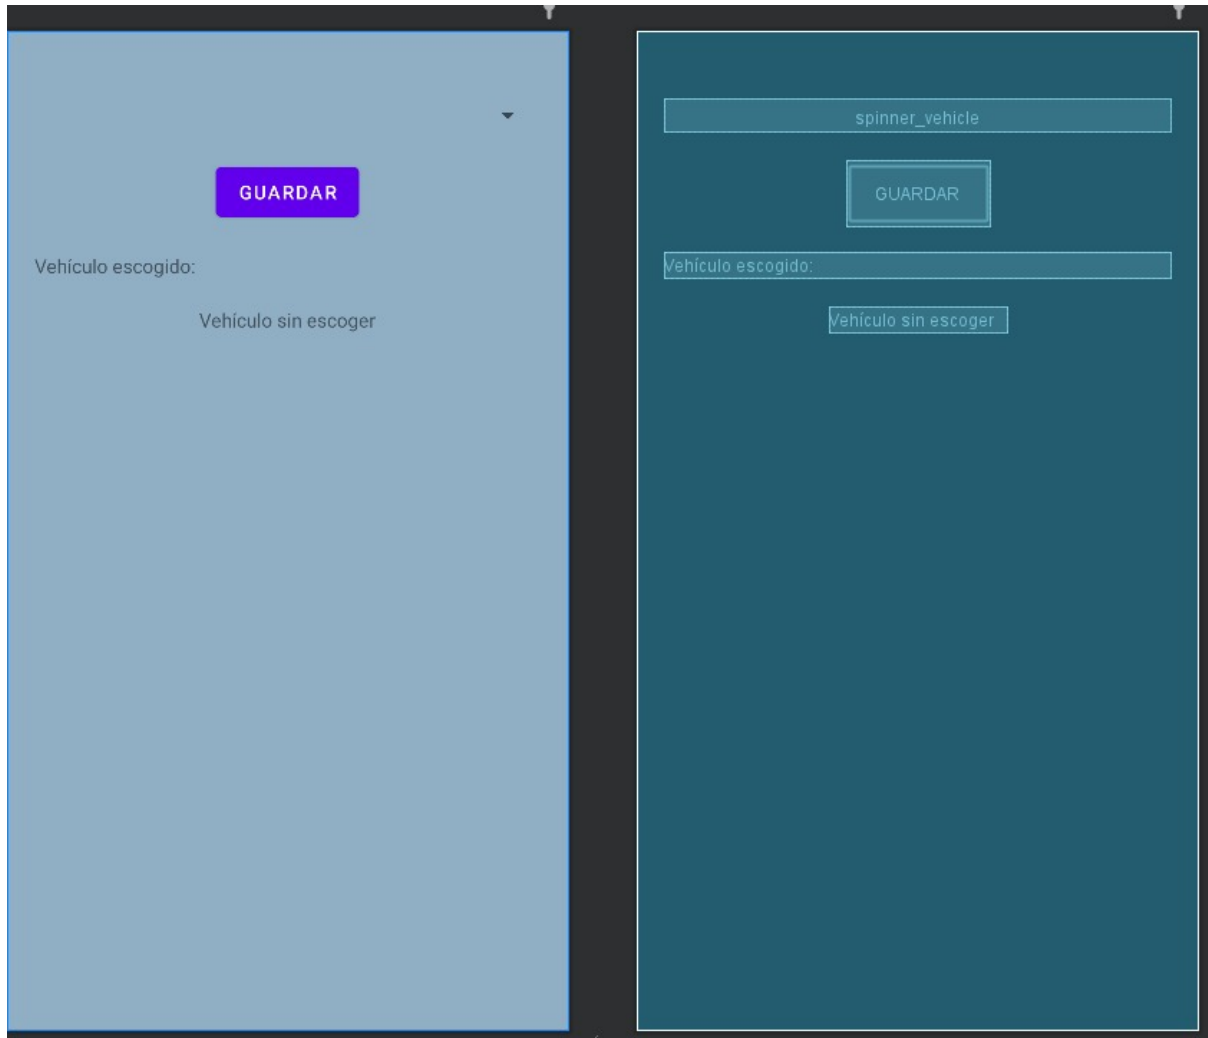 GUARDAR
Vehículo escogido:
Vehículo sin escoger
spinner_vehicle
GUARDAR
Vehículo escogido:
Vehículo sin escoger